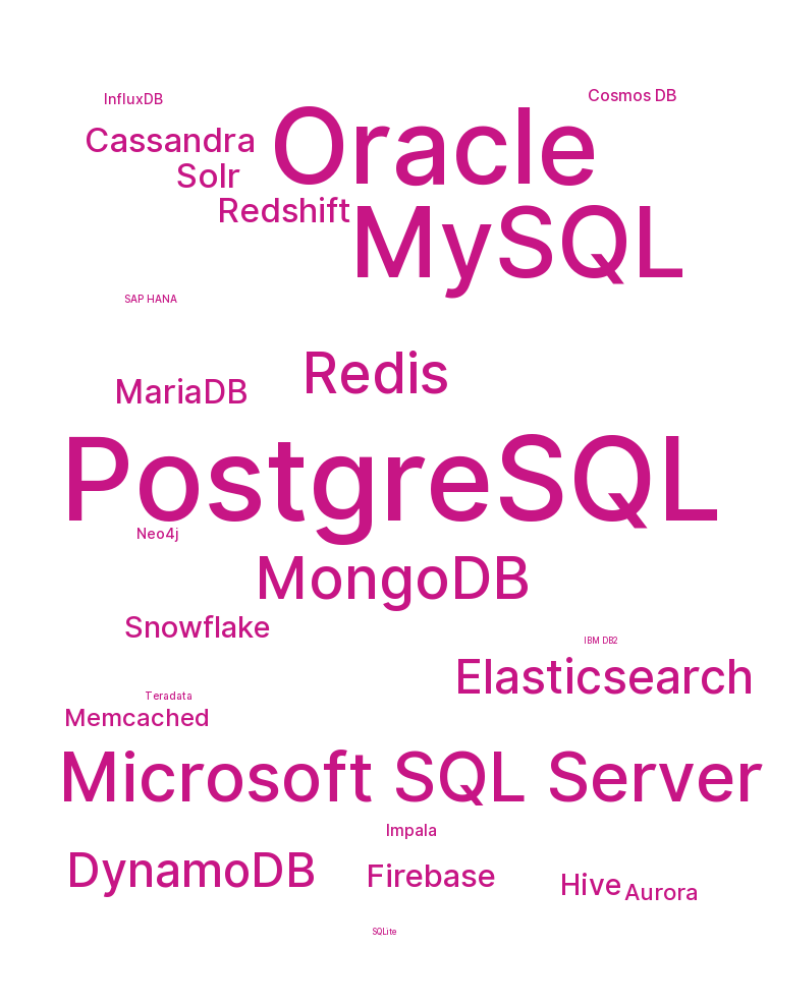 InfluxDB
Cosmos DB
Oracle
Cassandra
Solr
Redshift
MySQL
SAP HANA
Redis
MariaDB
PostgreSQL
Neo4j
MongoDB
Snowflake
IBM DB2
Elasticsearch
Teradata
Memcached
Microsoft SQL Server
Impala
DynamoDB
Firebase
Hive
Aurora
SQLite